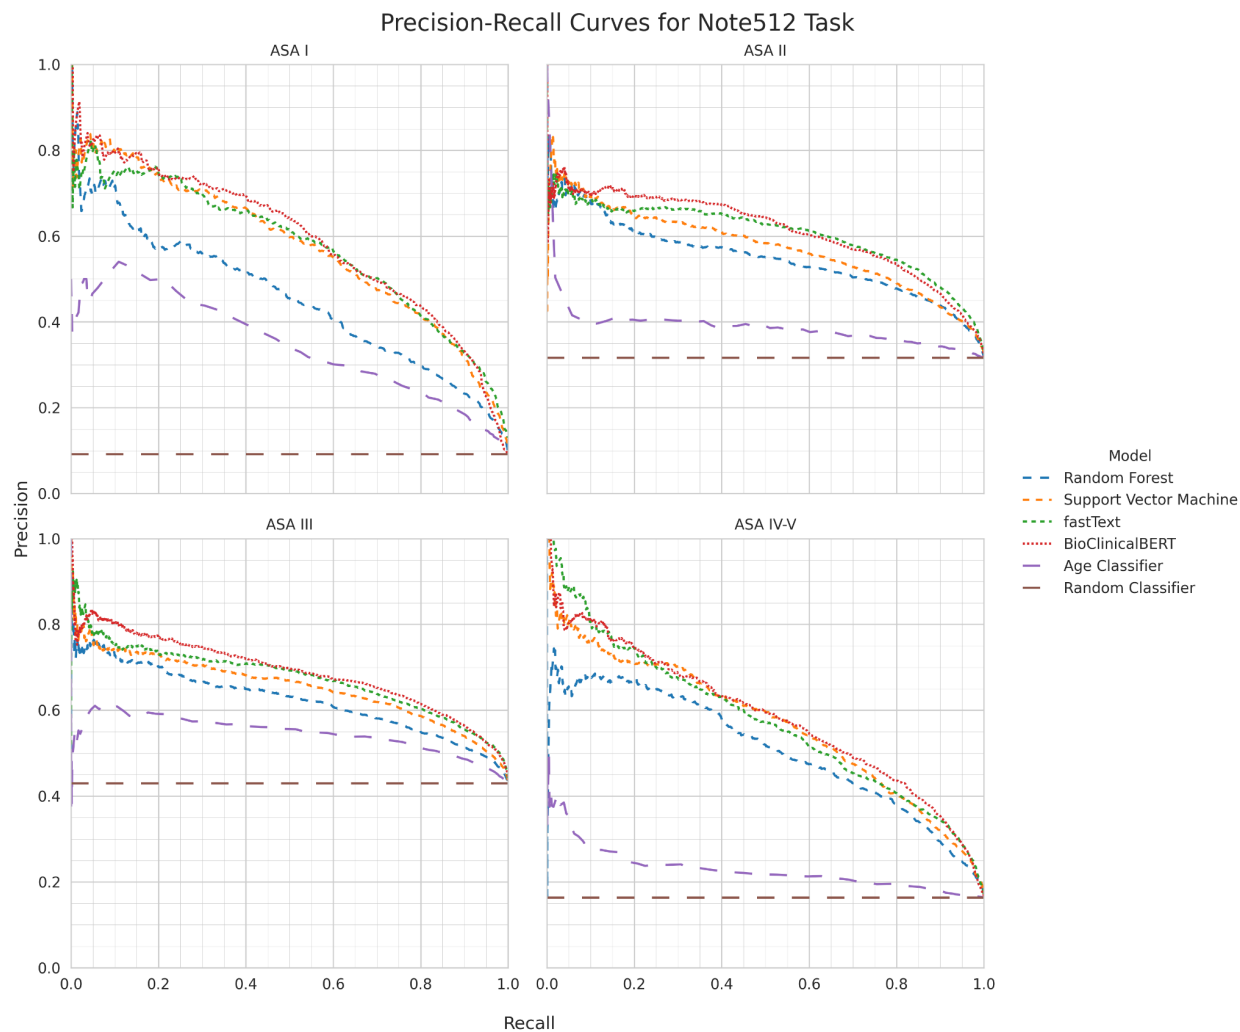 Precision-Recall Curves for Note512 Task
ASA I
ASA II
1.0
0.8
0.6
0.4
0.2
0.0
Precision
ASA III
ASA IV-V
1.0
0.8
0.6
0.4
0.2
0.0
0.0 0.2 0.4 0.6 0.8 1.0
0.0 0.2 0.4 0.6 0.8 1.0
Recall
Model
Random Forest
Support Vector Machine
fastText
BioClinicalBERT
Age Classifier
Random Classifier